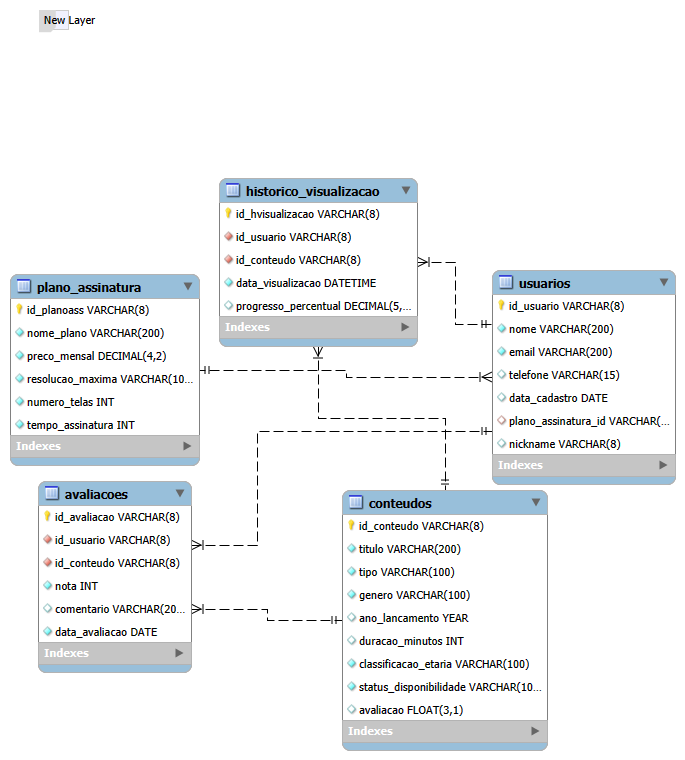 New Layer
historico_visualizacao
id_hvisualizacao VARCHAR(8)
id_usuario VARCHAR(8)
id_conteudo VARCHAR(8)
data_visualizacao DATETIME
progresso_percentual DECIMAL(5,...
Indexes
plano_assinatura
id_planoass VARCHAR(8)
nome_plano VARCHAR(200)
preco_mensal DECIMAL(4,2)
resolucao_maxima VARCHAR(10...
numero_telas INT
tempo_assinatura INT
Indexes
usuarios
id_usuario VARCHAR(8)
nome VARCHAR(200)
email VARCHAR(200)
telefone VARCHAR(15)
data_cadastro DATE
plano_assinatura_id VARCHAR(...
nickname VARCHAR(8)
Indexes
avaliacoes
id_avaliacao VARCHAR(8)
id_usuario VARCHAR(8)
id_conteudo VARCHAR(8)
nota INT
comentario VARCHAR(20...
data_avaliacao DATE
Indexes
conteudos
id_conteudo VARCHAR(8)
titulo VARCHAR(200)
tipo VARCHAR(100)
genero VARCHAR(100)
ano_lancamento YEAR
duracao_minutos INT
classificacao_etaria VARCHAR(100)
status_disponibilidade VARCHAR(10...
avaliacao FLOAT(3,1)
Indexes